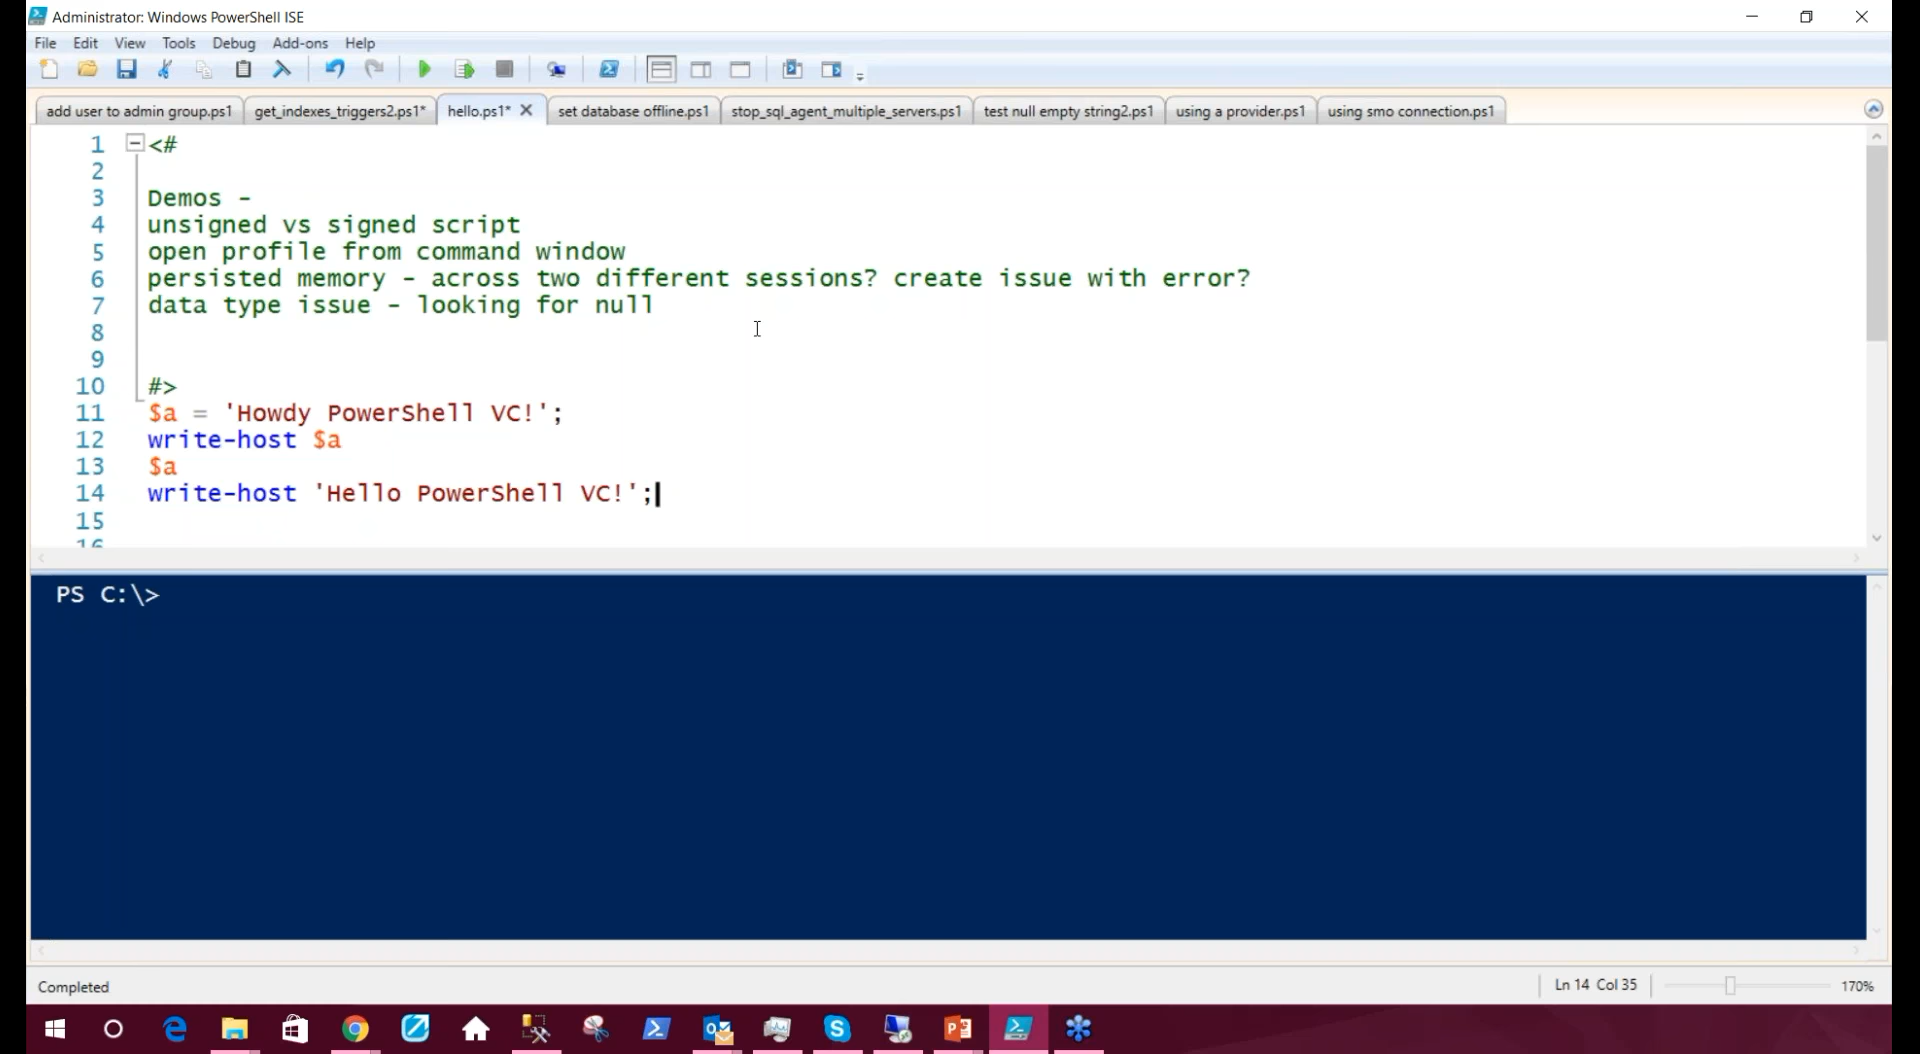 Administrator: Windows PowerShell ISE
File Edit View Tools Debug Add-ons Help
add user to admin group.ps1 get_indexes_triggers2.ps1* hello.ps1* set database offline.ps1 stop_sql_agent_multiple_servers.ps1 test null empty string2.ps1 using a provider.ps1 using smo connection.ps1
1 <#
2
3 Demos -
4 unsigned vs signed script
5 open profile from command window
6 persisted memory - across two different sessions? create issue with error?
7 data type issue - looking for null
8
9
10 #>
11 $a = 'Howdy PowerShell VC!';
12 write-host $a
13 $a
14 write-host 'Hello PowerShell VC!';
15
16
PS C:\>
Completed Ln 14 Col 35 170%